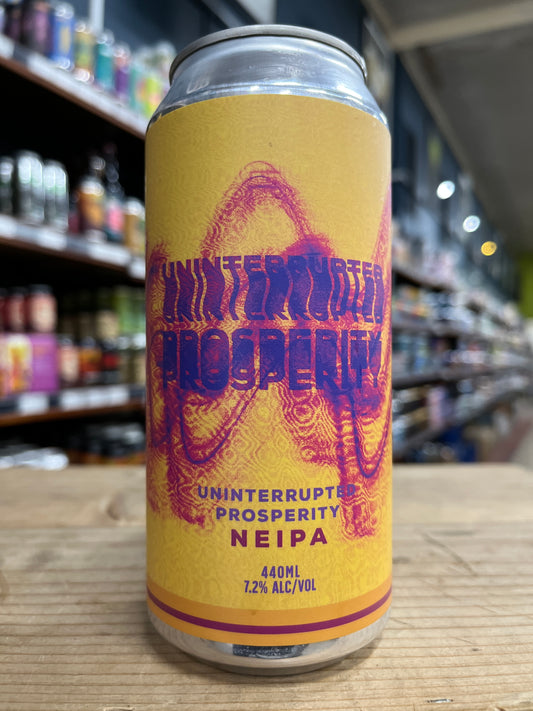 UNINTERRUPTED
PROSPERITY
UNINTERRUPTED
PROSPERITY
NEIPA
440ML
7.2% ALC/VOL